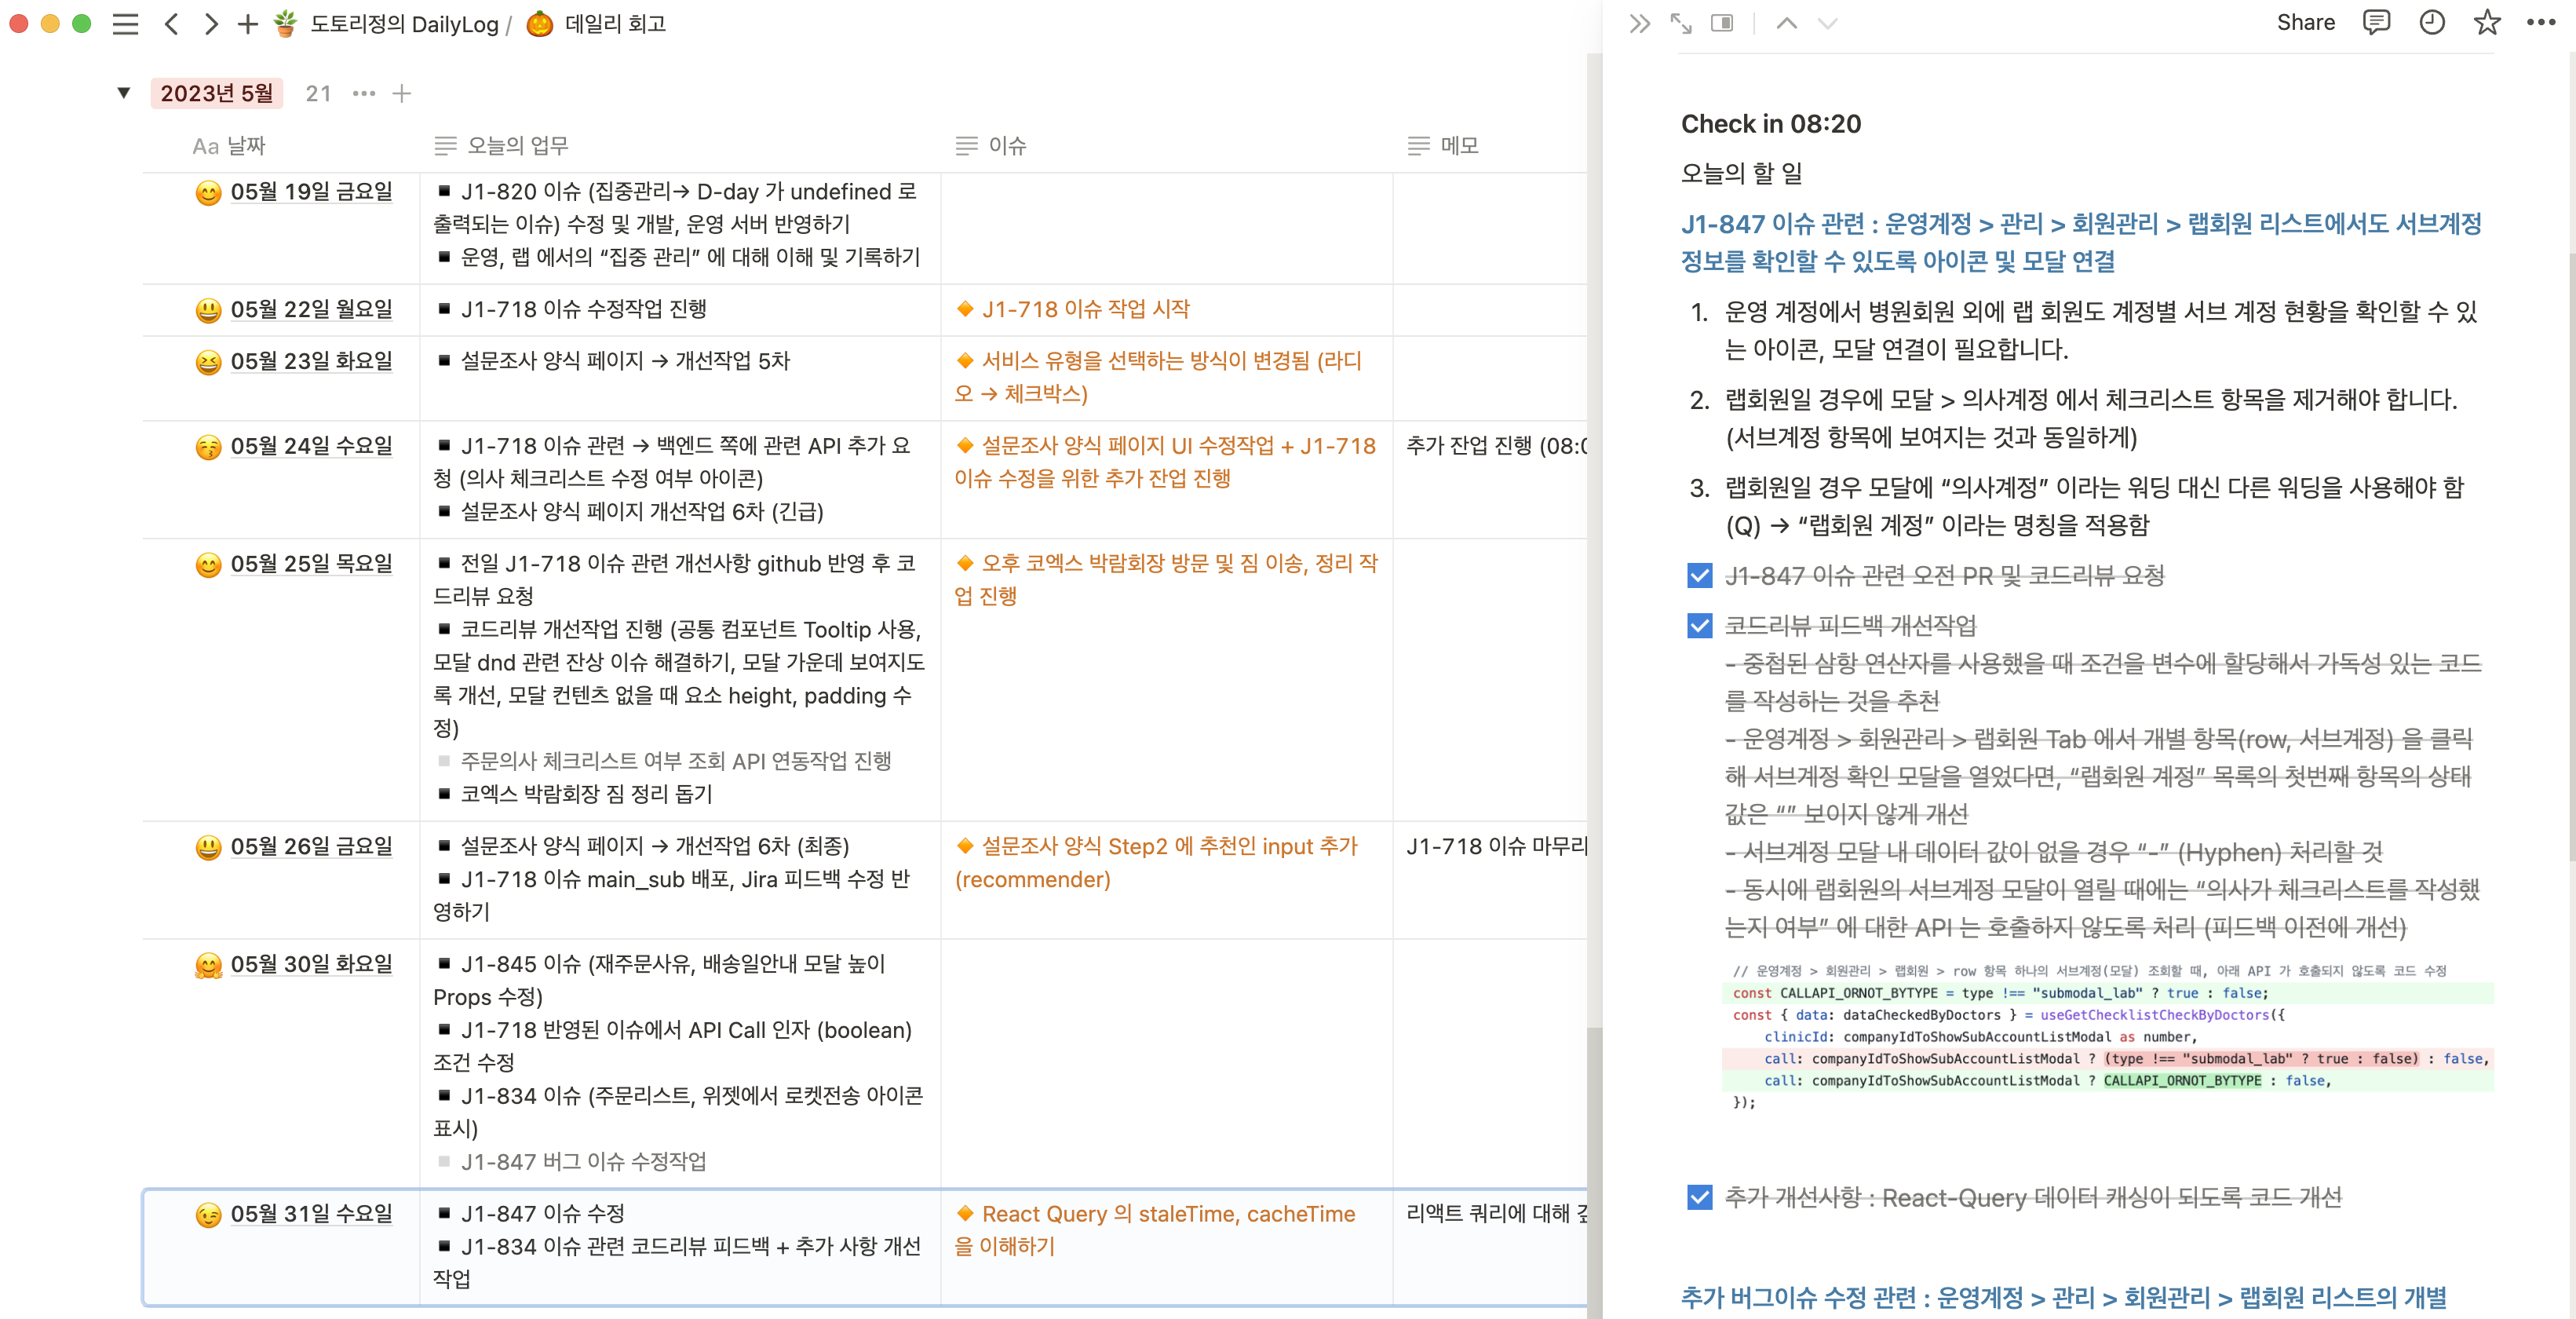 도토리정의 DailyLog / 데일리 회고
2023년 5월 21
Aa 날짜
오늘의 업무
이슈
메모
05월 19일 금요일
▪ J1-820 이슈 (집중관리→ D-day 가 undefined 로
출력되는 이슈) 수정 및 개발, 운영 서버 반영하기
▪ 운영, 랩 에서의 “집중 관리” 에 대해 이해 및 기록하기
05월 22일 월요일
▪ J1-718 이슈 수정작업 진행
🔸 J1-718 이슈 작업 시작
05월 23일 화요일
▪ 설문조사 양식 페이지 → 개선작업 5차
🔸 서비스 유형을 선택하는 방식이 변경됨 (라디
오 → 체크박스)
05월 24일 수요일
▪ J1-718 이슈 관련 → 백엔드 쪽에 관련 API 추가 요
청 (의사 체크리스트 수정 여부 아이콘)
▪ 설문조사 양식 페이지 개선작업 6차 (긴급)
🔸 설문조사 양식 페이지 UI 수정작업 + J1-718
이슈 수정을 위한 추가 잔업 진행
추가 잔업 진행 (08:0
05월 25일 목요일
▪ 전일 J1-718 이슈 관련 개선사항 github 반영 후 코
드리뷰 요청
▪ 코드리뷰 개선작업 진행 (공통 컴포넌트 Tooltip 사용,
모달 dnd 관련 잔상 이슈 해결하기, 모달 가운데 보여지도
록 개선, 모달 컨텐츠 없을 때 요소 height, padding 수
정)
▫ 주문의사 체크리스트 여부 조회 API 연동작업 진행
▪ 코엑스 박람회장 짐 정리 돕기
🔸 오후 코엑스 박람회장 방문 및 짐 이송, 정리 작
업 진행
05월 26일 금요일
▪ 설문조사 양식 페이지 → 개선작업 6차 (최종)
▪ J1-718 이슈 main_sub 배포, Jira 피드백 수정 반
영하기
🔸 설문조사 양식 Step2 에 추천인 input 추가
(recommender)
J1-718 이슈 마무리
05월 30일 화요일
▪ J1-845 이슈 (재주문사유, 배송일안내 모달 높이
Props 수정)
▪ J1-718 반영된 이슈에서 API Call 인자 (boolean)
조건 수정
▪ J1-834 이슈 (주문리스트, 위젯에서 로켓전송 아이콘
표시)
▫ J1-847 버그 이슈 수정작업
05월 31일 수요일
▪ J1-847 이슈 수정
▪ J1-834 이슈 관련 코드리뷰 피드백 + 추가 사항 개선
작업
🔸 React Query 의 staleTime, cacheTime
을 이해하기
리액트 쿼리에 대해
Share
Check in 08:20
오늘의 할 일
J1-847 이슈 관련 : 운영계정 > 관리 > 회원관리 > 랩회원 리스트에서도 서브계정
정보를 확인할 수 있도록 아이콘 및 모달 연결
1. 운영 계정에서 병원회원 외에 랩 회원도 계정별 서브 계정 현황을 확인할 수 있
는 아이콘, 모달 연결이 필요합니다.
2. 랩회원일 경우에 모달 > 의사계정 에서 체크리스트 항목을 제거해야 합니다.
(서브계정 항목에 보여지는 것과 동일하게)
3. 랩회원일 경우 모달에 “의사계정” 이라는 워딩 대신 다른 워딩을 사용해야 함
(Q) → “랩회원 계정” 이라는 명칭을 적용함
J1-847 이슈 관련 오전 PR 및 코드리뷰 요청
코드리뷰 피드백 개선작업
- 중첩된 삼항 연산자를 사용했을 때 조건을 변수에 할당해서 가독성 있는 코드
를 작성하는 것을 추천
- 운영계정 > 회원관리 > 랩회원 Tab 에서 개별 항목(row, 서브계정) 을 클릭
해 서브계정 확인 모달을 열었다면, “랩회원 계정” 목록의 첫번째 항목의 상태
값은 “” 보이지 않게 개선
- 서브계정 모달 내 데이터 값이 없을 경우 “-” (Hyphen) 처리할 것
- 동시에 랩회원의 서브계정 모달이 열릴 때에는 “의사가 체크리스트를 작성했
는지 여부” 에 대한 API 는 호출하지 않도록 처리 (피드백 이전에 개선)
// 운영계정 > 회원관리 > 랩회원 > row 항목 하나의 서브계정(모달) 조회할 때, 아래 API 가 호출되지 않도록 코드 수정
const CALLAPI_ORNOT_BYTYPE = type !== "submodal_lab" ? true : false;
const { data: dataCheckedByDoctors } = useGetChecklistCheckByDoctors({
clinicId: companyIdToShowSubAccountListModal as number,
call: companyIdToShowSubAccountListModal ? (type !== "submodal_lab" ? true : false) : false,
call: companyIdToShowSubAccountListModal ? CALLAPI_ORNOT_BYTYPE : false,
});
추가 개선사항 : React-Query 데이터 캐싱이 되도록 코드 개선
추가 버그이슈 수정 관련 : 운영계정 > 관리 > 회원관리 > 랩회원 리스트의 개별